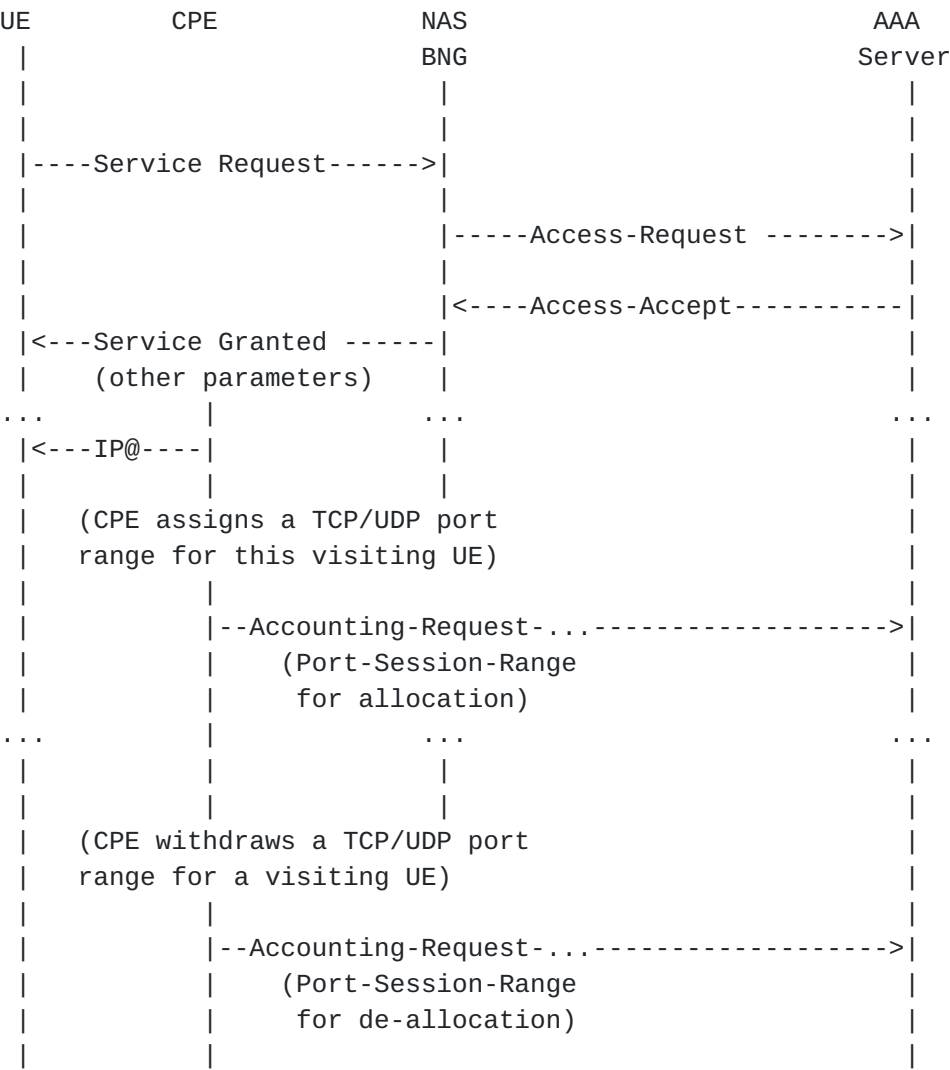 UE CPE NAS AAA
| BNG Server
| | |
| | |
|----Service Request------>| |
| | |
| |-----Access-Request -------->|
| | |
| |<----Access-Accept-----------|
|<---Service Granted ------| |
| (other parameters) | |
... | ... ...
|<---IP@----| | |
| | | |
| (CPE assigns a TCP/UDP port |
| range for this visiting UE) |
| | |
| |--Accounting-Request-...------------------->|
| | (Port-Session-Range |
| | for allocation) |
... | ... ...
| | | |
| | | |
| (CPE withdraws a TCP/UDP port |
| range for a visiting UE) |
| | |
| |--Accounting-Request-...------------------->|
| | (Port-Session-Range |
| | for de-allocation) |
| | |